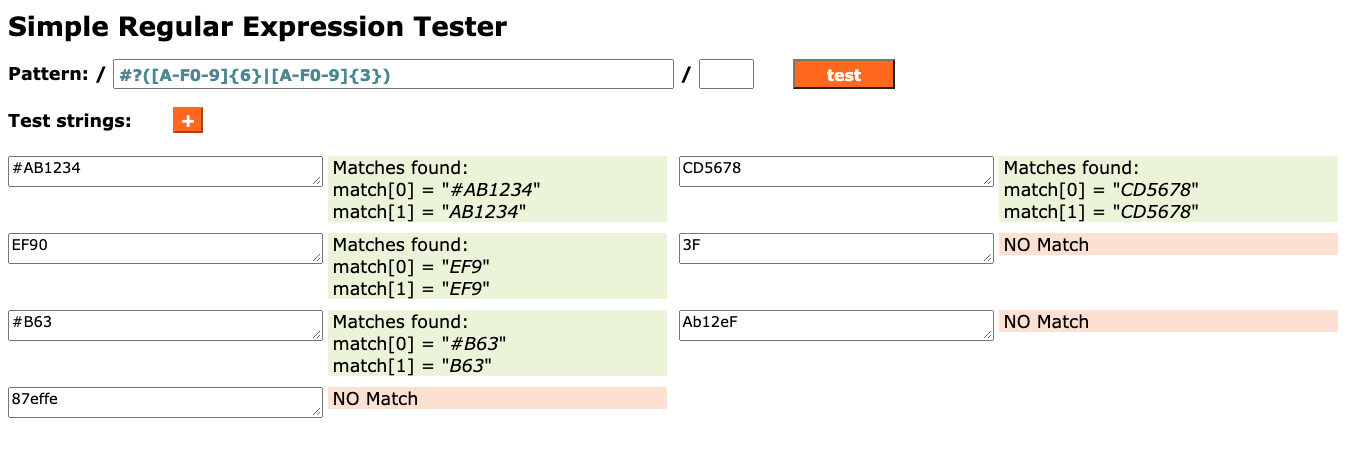 Simple Regular Expression Tester
Pattern: / #?([A-F0-9]{6}|[A-F0-9]{3}) / test
Test strings: +
#AB1234
Matches found:
match[0] = "#AB1234"
match[1] = "AB1234"
CD5678
Matches found:
match[0] = "CD5678"
match[1] = "CD5678"
EF90
Matches found:
match[0] = "EF9"
match[1] = "EF9"
3F
NO Match
#B63
Matches found:
match[0] = "#B63"
match[1] = "B63"
Ab12eF
NO Match
87effe
NO Match